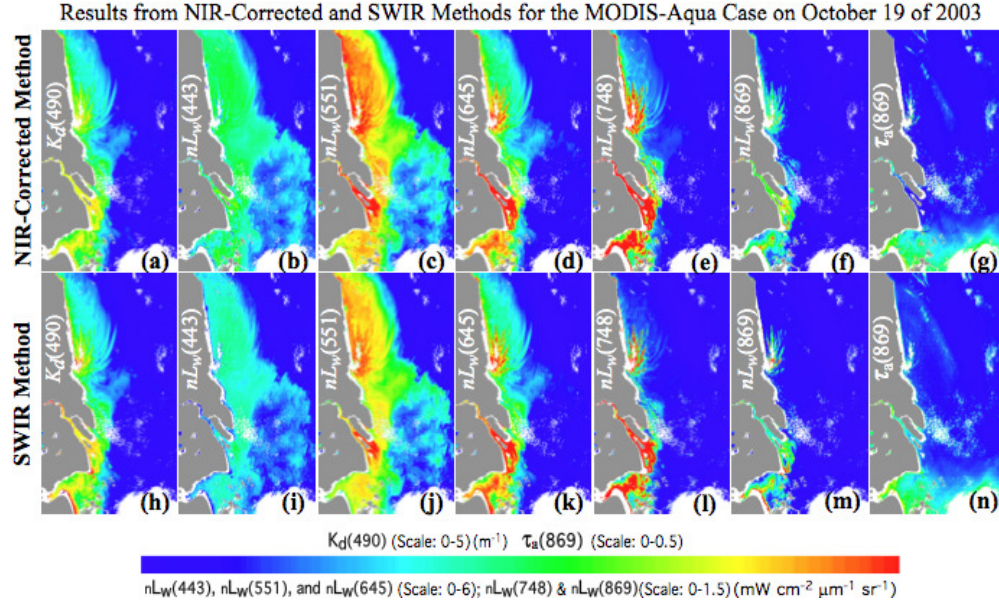 Results from NIR-Corrected and SWIR Methods for the MODIS-Aqua Case on October 19 of 2003
NIR-Corrected Method
Kd(490)
nLw(443)
nLw(551)
nLw(645)
nLw(748)
nLw(869)
τa(869)
(a)
(b)
(c)
(d)
(e)
(f)
(g)
SWIR Method
Kd(490)
nLw(443)
nLw(551)
nLw(645)
nLw(748)
nLw(869)
τa(869)
(h)
(i)
(j)
(k)
(l)
(m)
(n)
Kd(490) (Scale: 0-5) (m⁻¹) τa(869) (Scale: 0-0.5)
nLw(443), nLw(551), and nLw(645) (Scale: 0-6); nLw(748) & nLw(869)(Scale: 0-1.5) (mW cm⁻² μm⁻¹ sr⁻¹)